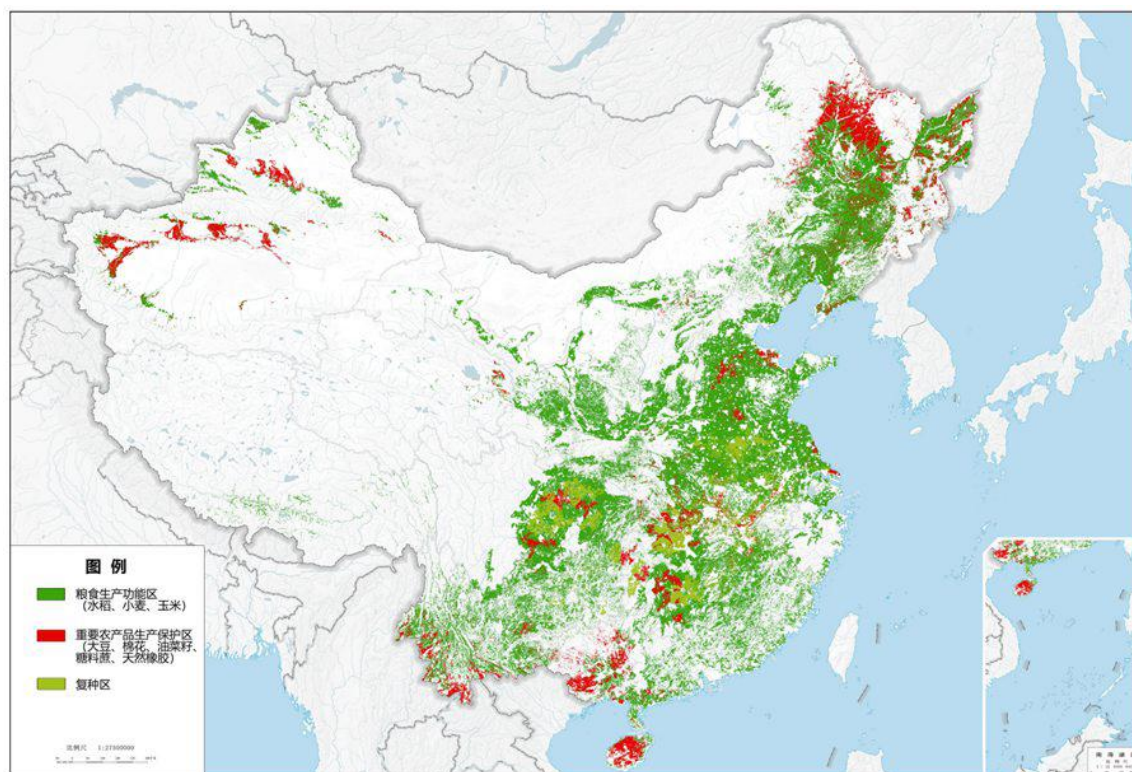 图例
粮食生产功能区
(水稻、小麦、玉米)
重要农产品生产保护区
(大豆、棉花、油菜籽、
糖料蔗、天然橡胶)
复种区
比例尺 1:27500000